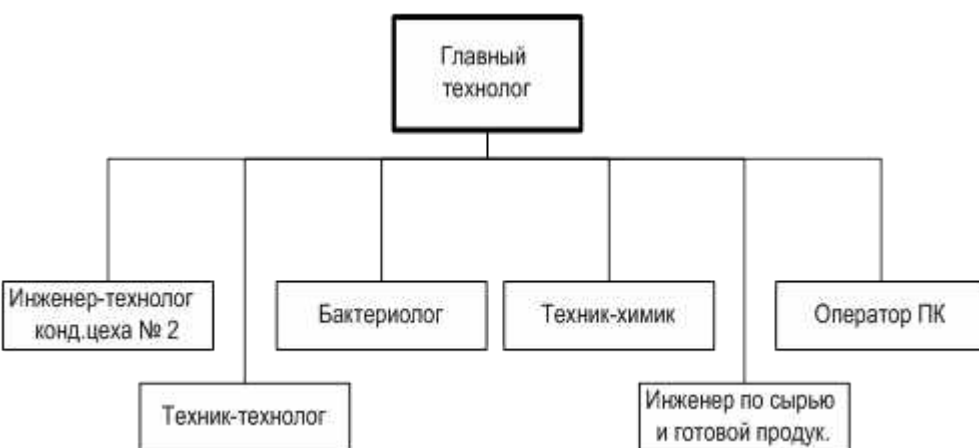 Главный
технолог
Инженер-технолог
конд.цеха № 2
Бактериолог
Техник-химик
Оператор ПК
Техник-технолог
Инженер по сырью
и готовой продук.